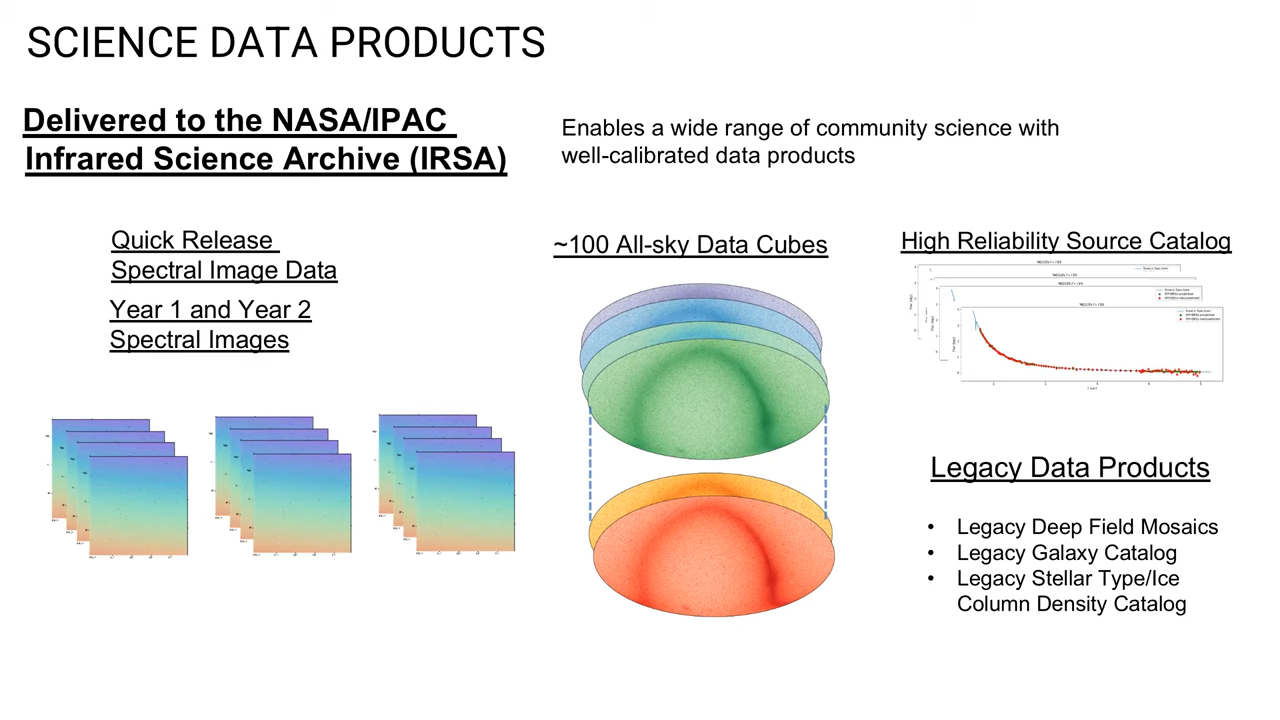 SCIENCE DATA PRODUCTS
Delivered to the NASA/IPAC
Infrared Science Archive (IRSA)
Enables a wide range of community science with
well-calibrated data products
Quick Release
Spectral Image Data
Year 1 and Year 2
Spectral Images
~100 All-sky Data Cubes
High Reliability Source Catalog
Legacy Data Products
• Legacy Deep Field Mosaics
• Legacy Galaxy Catalog
• Legacy Stellar Type/Ice
Column Density Catalog